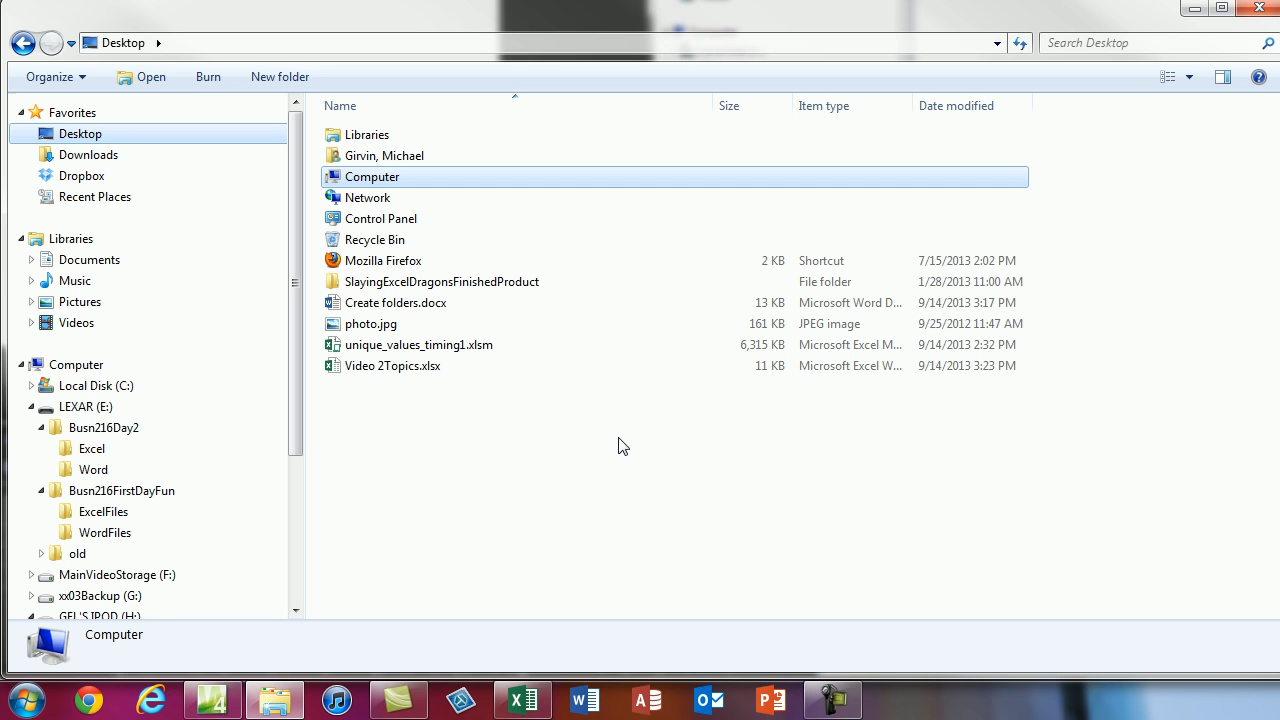 Desktop
Search Desktop
Organize Open Burn New folder
Name Size Item type Date modified
Favorites
Desktop
Downloads
Dropbox
Recent Places
Libraries
Documents
Music
Pictures
Videos
Computer
Local Disk (C:)
LEXAR (E:)
Busn216Day2
Excel
Word
Busn216FirstDayFun
ExcelFiles
WordFiles
old
MainVideoStorage (F:)
xx03Backup (G:)
GEL'S IPOD (H:)
Libraries
Girvin, Michael
Computer
Network
Control Panel
Recycle Bin
Mozilla Firefox 2 KB Shortcut 7/15/2013 2:02 PM
SlayingExcelDragonsFinishedProduct File folder 1/28/2013 11:00 AM
Create folders.docx 13 KB Microsoft Word D... 9/14/2013 3:17 PM
photo.jpg 161 KB JPEG image 9/25/2012 11:47 AM
unique_values_timing1.xlsm 6,315 KB Microsoft Excel M... 9/14/2013 2:32 PM
Video 2Topics.xlsx 11 KB Microsoft Excel W... 9/14/2013 3:23 PM
Computer
4